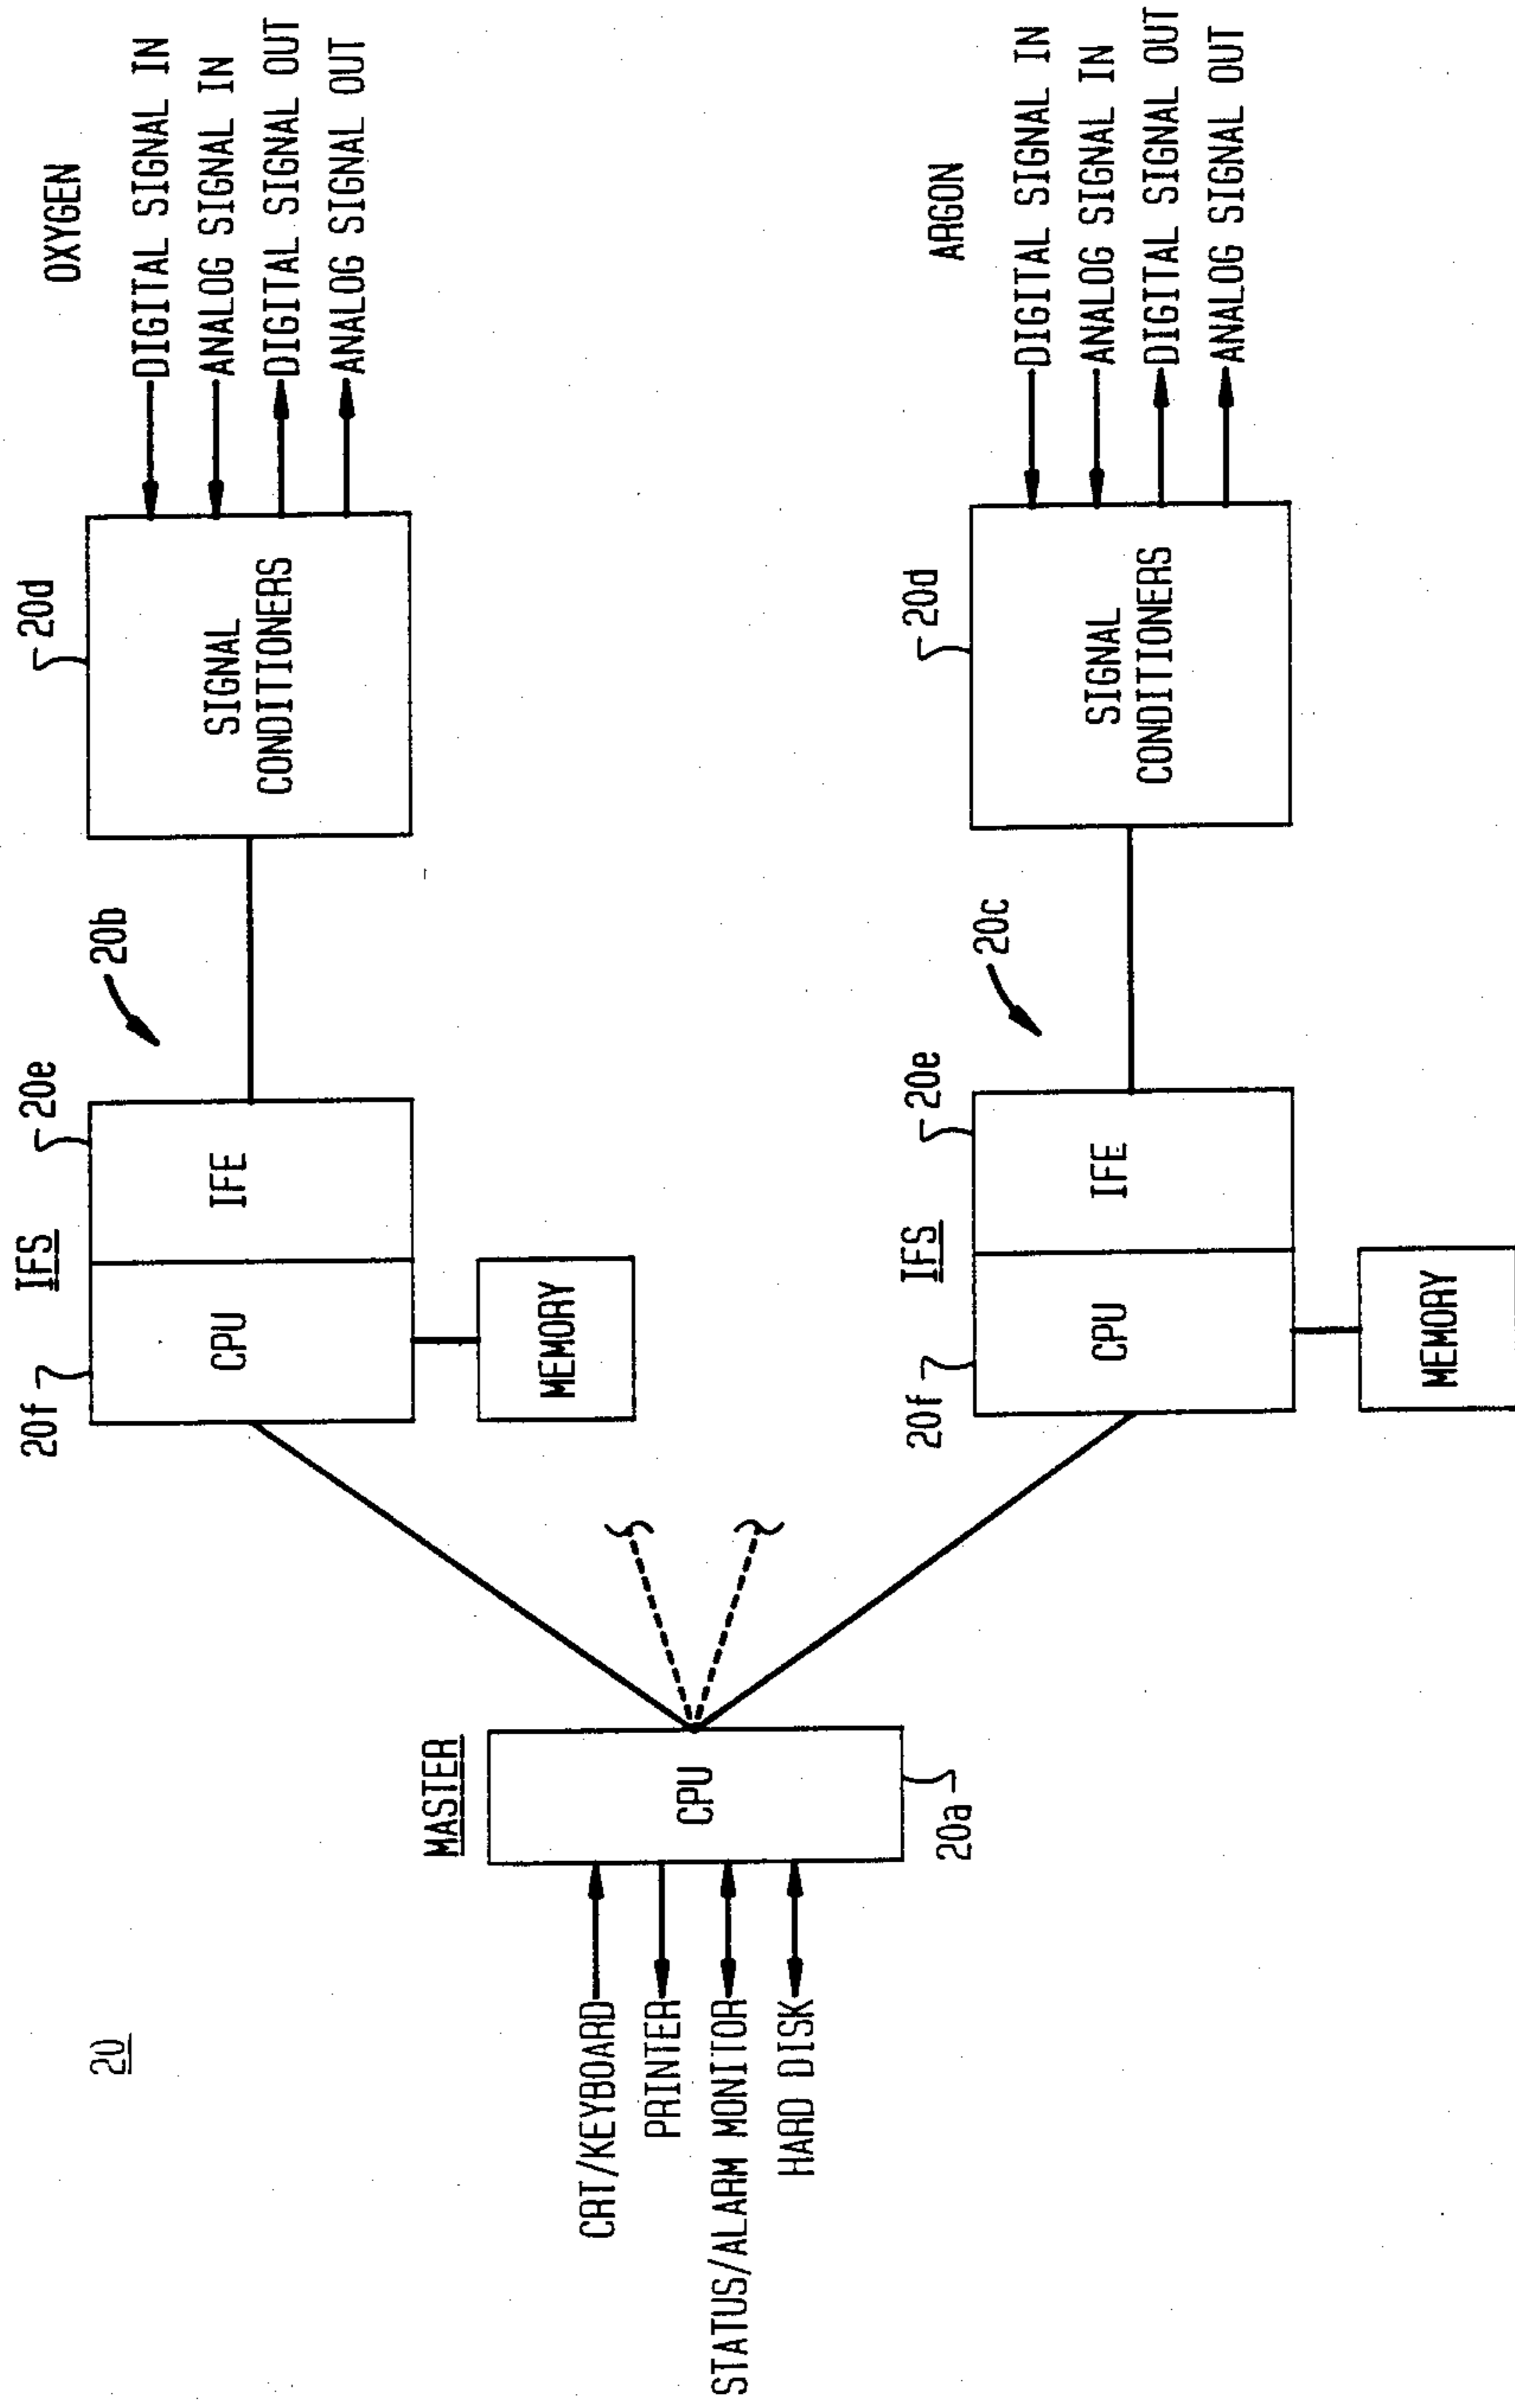 20
CRT/KEYBOARD
PRINTER
STATUS/ALARM MONITOR
HARD DISK
MASTER
CPU
20a
20f
IFS
20e
CPU
IFE
MEMORY
20b
20d
SIGNAL
CONDITIONERS
OXYGEN
DIGITAL SIGNAL IN
ANALOG SIGNAL IN
DIGITAL SIGNAL OUT
ANALOG SIGNAL OUT
20f
IFS
20e
CPU
IFE
MEMORY
20c
20d
SIGNAL
CONDITIONERS
ARGON
DIGITAL SIGNAL IN
ANALOG SIGNAL IN
DIGITAL SIGNAL OUT
ANALOG SIGNAL OUT